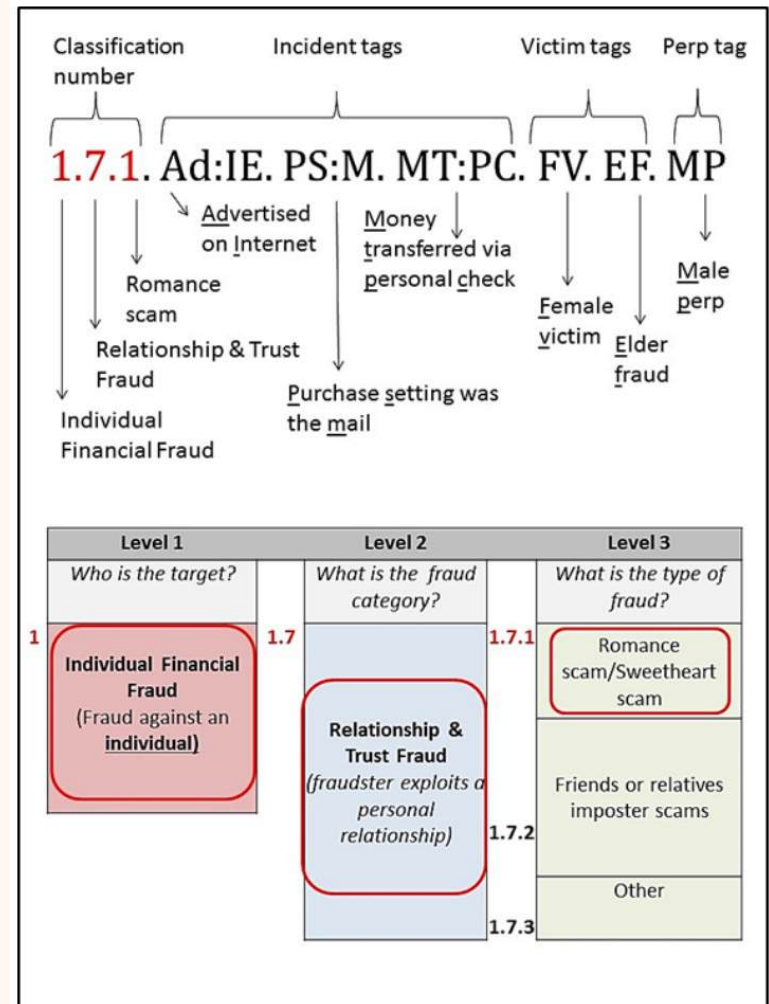 Classification number
Incident tags
Victim tags
Perp tag
1.7.1. Ad:IE. PS:M. MT:PC. FV. EF. MP
Advertised
on Internet
Money
transferred via
personal check
Male
perp
Romance
scam
Female
victim
Elder
fraud
Relationship & Trust
Fraud
Purchase setting was
the mail
Individual
Financial Fraud
Level 1
Level 2
Level 3
Who is the target?
What is the fraud
category?
What is the type of
fraud?
1
Individual Financial
Fraud
(Fraud against an
individual)
1.7
Relationship &
Trust Fraud
(fraudster exploits a
personal
relationship)
1.7.1
Romance
scam/Sweetheart
scam
Friends or relatives
imposter scams
1.7.2
Other
1.7.3